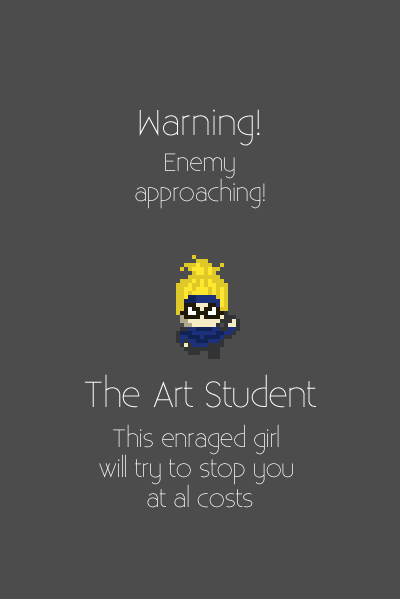 Warning!
Enemy
approaching!
The Art Student
This enraged girl
will try to stop you
at al costs